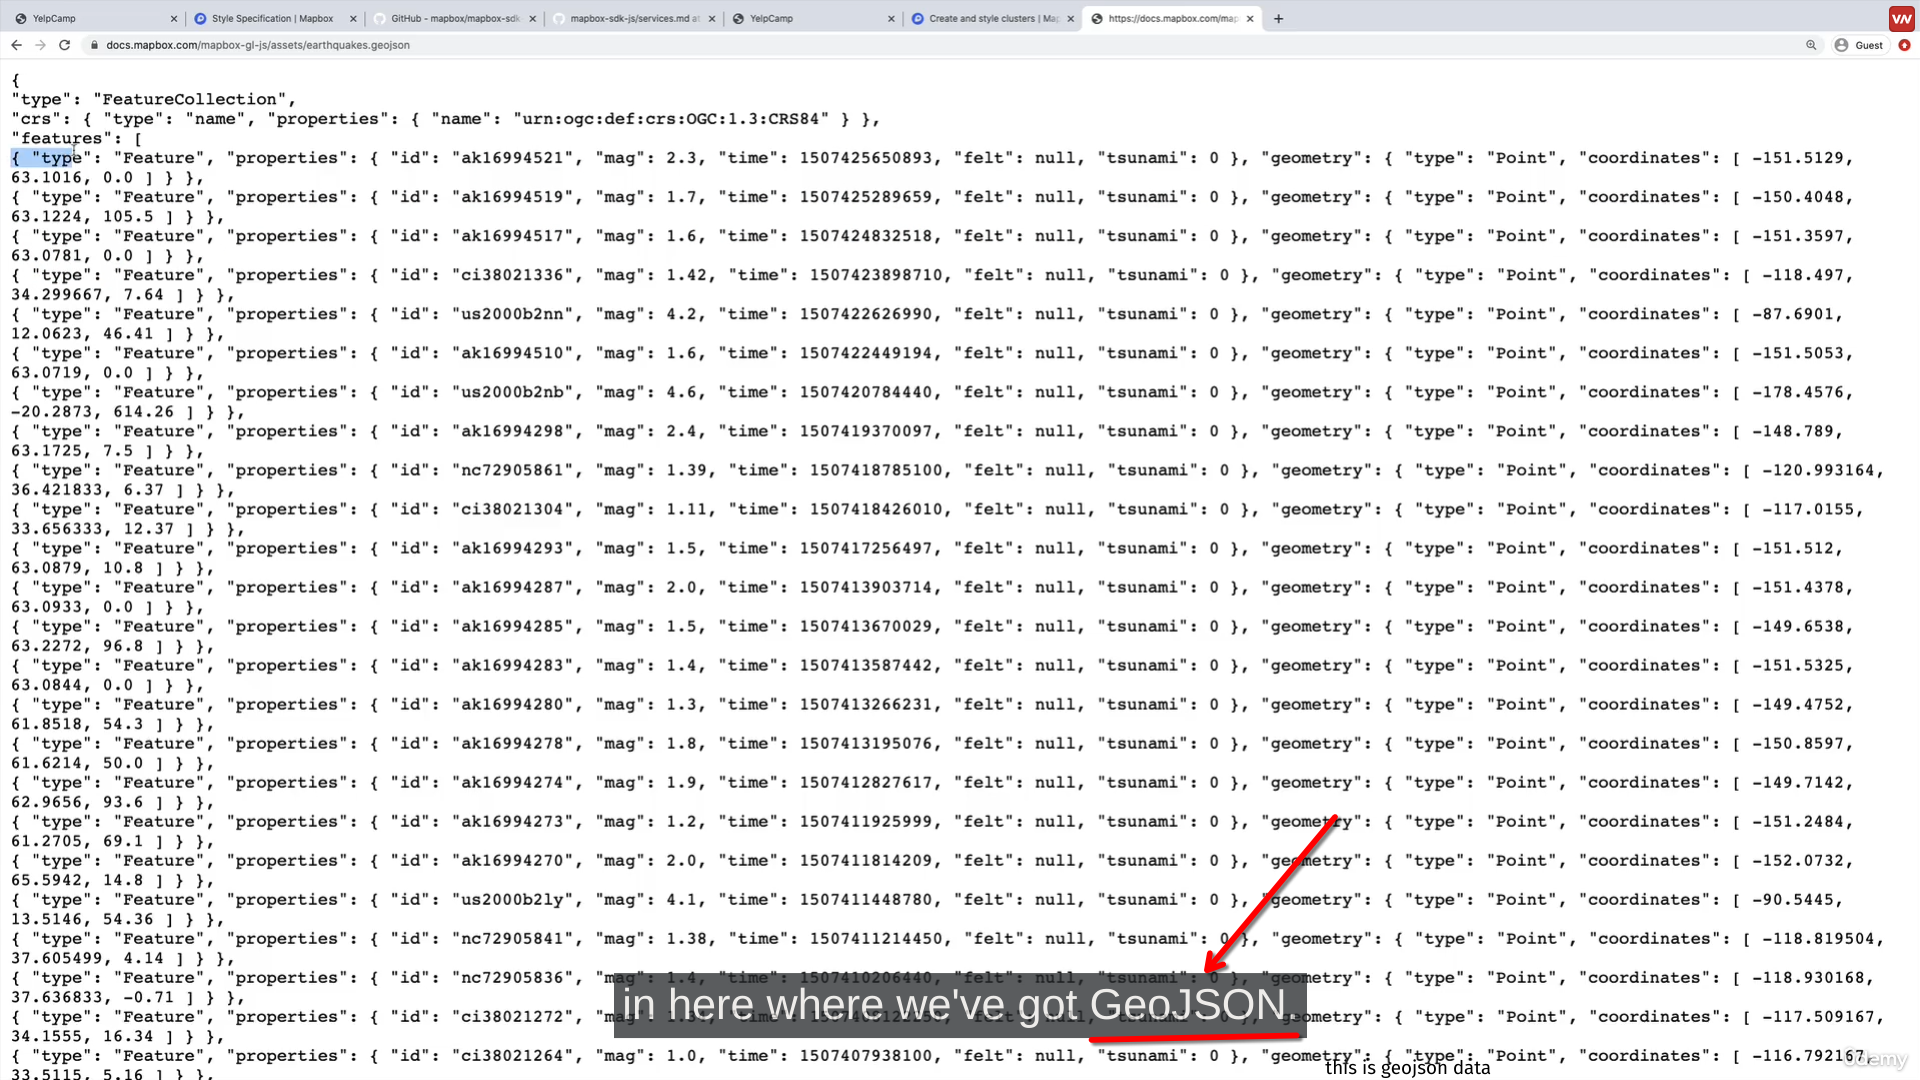 YelpCamp
Style Specification | Mapbox
GitHub - mapbox/mapbox-sdk
mapbox-sdk-js/services.md at
YelpCamp
Create and style clusters | Map
https://docs.mapbox.com/map
docs.mapbox.com/mapbox-gl-js/assets/earthquakes.geojson
Guest
{
"type": "FeatureCollection",
"crs": { "type": "name", "properties": { "name": "urn:ogc:def:crs:OGC:1.3:CRS84" } },
"features": [
{ "type": "Feature", "properties": { "id": "ak16994521", "mag": 2.3, "time": 1507425650893, "felt": null, "tsunami": 0 }, "geometry": { "type": "Point", "coordinates": [ -151.5129,
63.1016, 0.0 ] } },
{ "type": "Feature", "properties": { "id": "ak16994519", "mag": 1.7, "time": 1507425289659, "felt": null, "tsunami": 0 }, "geometry": { "type": "Point", "coordinates": [ -150.4048,
63.1224, 105.5 ] } },
{ "type": "Feature", "properties": { "id": "ak16994517", "mag": 1.6, "time": 1507424832518, "felt": null, "tsunami": 0 }, "geometry": { "type": "Point", "coordinates": [ -151.3597,
63.0781, 0.0 ] } },
{ "type": "Feature", "properties": { "id": "ci38021336", "mag": 1.42, "time": 1507423898710, "felt": null, "tsunami": 0 }, "geometry": { "type": "Point", "coordinates": [ -118.497,
34.299667, 7.64 ] } },
{ "type": "Feature", "properties": { "id": "us2000b2nn", "mag": 4.2, "time": 1507422626990, "felt": null, "tsunami": 0 }, "geometry": { "type": "Point", "coordinates": [ -87.6901,
12.0623, 46.41 ] } },
{ "type": "Feature", "properties": { "id": "ak16994510", "mag": 1.6, "time": 1507422449194, "felt": null, "tsunami": 0 }, "geometry": { "type": "Point", "coordinates": [ -151.5053,
63.0719, 0.0 ] } },
{ "type": "Feature", "properties": { "id": "us2000b2nb", "mag": 4.6, "time": 1507420784440, "felt": null, "tsunami": 0 }, "geometry": { "type": "Point", "coordinates": [ -178.4576,
-20.2873, 614.26 ] } },
{ "type": "Feature", "properties": { "id": "ak16994298", "mag": 2.4, "time": 1507419370097, "felt": null, "tsunami": 0 }, "geometry": { "type": "Point", "coordinates": [ -148.789,
63.1725, 7.5 ] } },
{ "type": "Feature", "properties": { "id": "nc72905861", "mag": 1.39, "time": 1507418785100, "felt": null, "tsunami": 0 }, "geometry": { "type": "Point", "coordinates": [ -120.993164,
36.421833, 6.37 ] } },
{ "type": "Feature", "properties": { "id": "ci38021304", "mag": 1.11, "time": 1507418426010, "felt": null, "tsunami": 0 }, "geometry": { "type": "Point", "coordinates": [ -117.0155,
33.656333, 12.37 ] } },
{ "type": "Feature", "properties": { "id": "ak16994293", "mag": 1.5, "time": 1507417256497, "felt": null, "tsunami": 0 }, "geometry": { "type": "Point", "coordinates": [ -151.512,
63.0879, 10.8 ] } },
{ "type": "Feature", "properties": { "id": "ak16994287", "mag": 2.0, "time": 1507413903714, "felt": null, "tsunami": 0 }, "geometry": { "type": "Point", "coordinates": [ -151.4378,
63.0933, 0.0 ] } },
{ "type": "Feature", "properties": { "id": "ak16994285", "mag": 1.5, "time": 1507413670029, "felt": null, "tsunami": 0 }, "geometry": { "type": "Point", "coordinates": [ -149.6538,
63.2272, 96.8 ] } },
{ "type": "Feature", "properties": { "id": "ak16994283", "mag": 1.4, "time": 1507413587442, "felt": null, "tsunami": 0 }, "geometry": { "type": "Point", "coordinates": [ -151.5325,
63.0844, 0.0 ] } },
{ "type": "Feature", "properties": { "id": "ak16994280", "mag": 1.3, "time": 1507413266231, "felt": null, "tsunami": 0 }, "geometry": { "type": "Point", "coordinates": [ -149.4752,
61.8518, 54.3 ] } },
{ "type": "Feature", "properties": { "id": "ak16994278", "mag": 1.8, "time": 1507413195076, "felt": null, "tsunami": 0 }, "geometry": { "type": "Point", "coordinates": [ -150.8597,
61.6214, 50.0 ] } },
{ "type": "Feature", "properties": { "id": "ak16994274", "mag": 1.9, "time": 1507412827617, "felt": null, "tsunami": 0 }, "geometry": { "type": "Point", "coordinates": [ -149.7142,
62.9656, 93.6 ] } },
{ "type": "Feature", "properties": { "id": "ak16994273", "mag": 1.2, "time": 1507411925999, "felt": null, "tsunami": 0 }, "geometry": { "type": "Point", "coordinates": [ -151.2484,
61.2705, 69.1 ] } },
{ "type": "Feature", "properties": { "id": "ak16994270", "mag": 2.0, "time": 1507411814209, "felt": null, "tsunami": 0 }, "geometry": { "type": "Point", "coordinates": [ -152.0732,
65.5942, 14.8 ] } },
{ "type": "Feature", "properties": { "id": "us2000b2ly", "mag": 4.1, "time": 1507411448780, "felt": null, "tsunami": 0 }, "geometry": { "type": "Point", "coordinates": [ -90.5445,
13.5146, 54.36 ] } },
{ "type": "Feature", "properties": { "id": "nc72905841", "mag": 1.38, "time": 1507411214450, "felt": null, "tsunami": 0 }, "geometry": { "type": "Point", "coordinates": [ -118.819504,
37.605499, 4.14 ] } },
{ "type": "Feature", "properties": { "id": "nc72905836", "mag": 1.4, "time": 1507410206440, "felt": null, "tsunami": 0 }, "geometry": { "type": "Point", "coordinates": [ -118.930168,
37.636833, -0.71 ] } },
in here where we've got GeoJSON.
{ "type": "Feature", "properties": { "id": "ci38021272", "geometry": { "type": "Point", "coordinates": [ -117.509167,
34.1555, 16.34 ] } },
{ "type": "Feature", "properties": { "id": "ci38021264", "mag": 1.0, "time": 1507407938100, "felt": null, "tsunami": 0 }, "geometry": { "type": "Point", "coordinates": [ -116.792167,
33.5115, 5.16 ] } },
this is geojson data
ûdemy